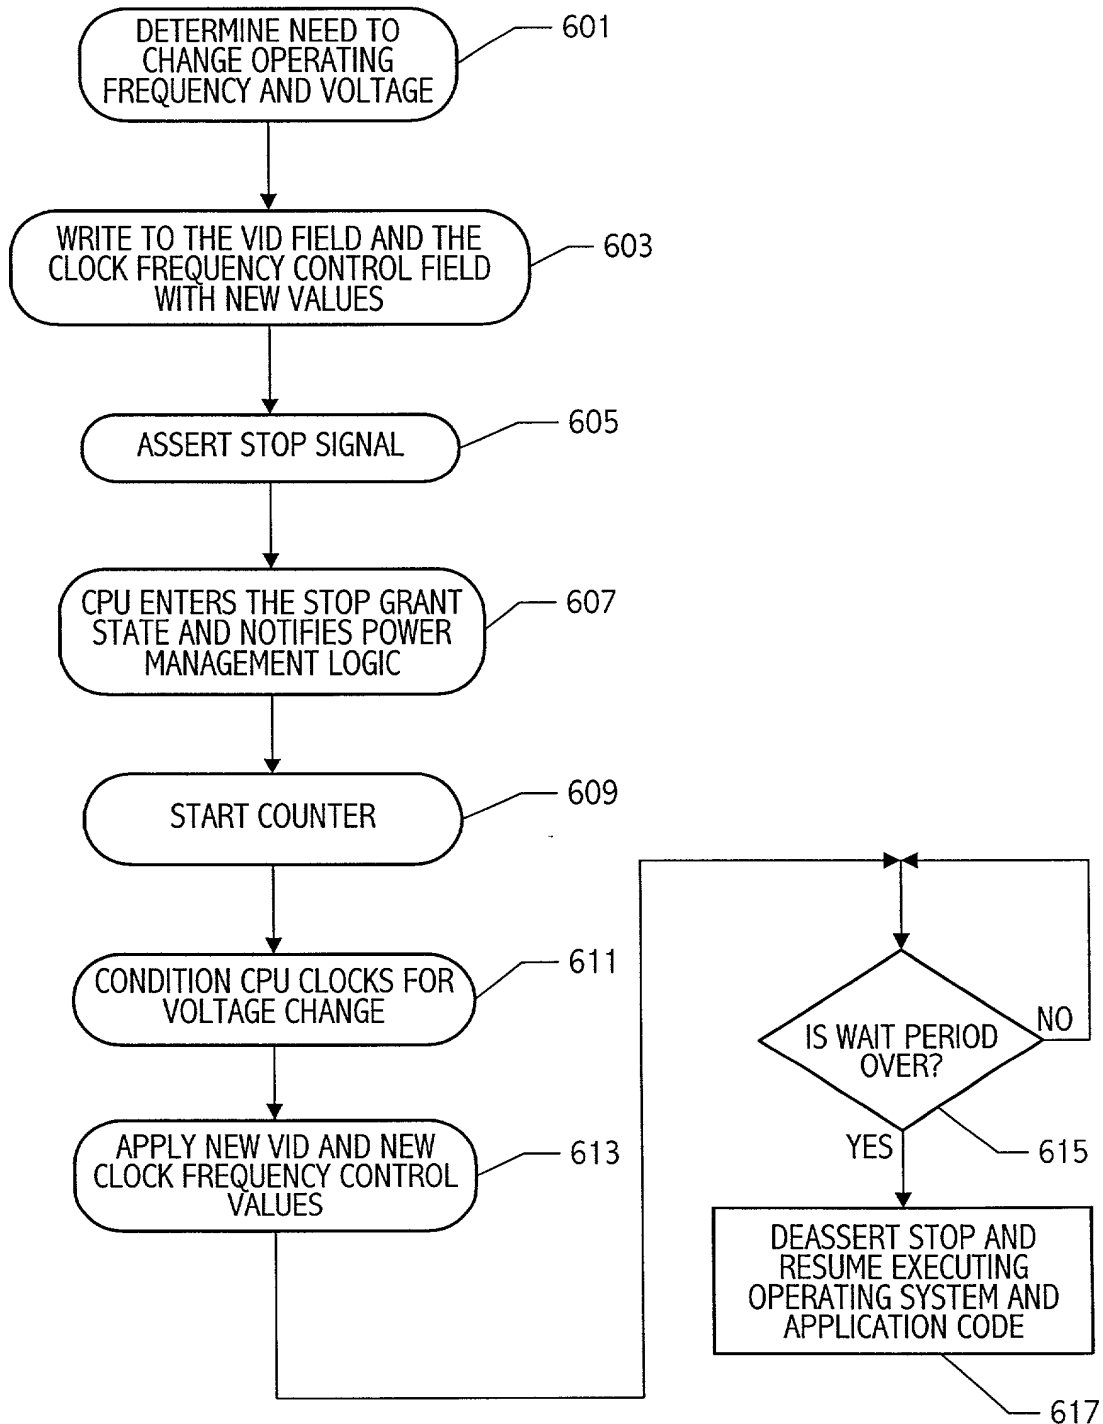 DETERMINE NEED TO
CHANGE OPERATING
FREQUENCY AND VOLTAGE
601
WRITE TO THE VID FIELD AND THE
CLOCK FREQUENCY CONTROL FIELD
WITH NEW VALUES
603
ASSERT STOP SIGNAL
605
CPU ENTERS THE STOP GRANT
STATE AND NOTIFIES POWER
MANAGEMENT LOGIC
607
START COUNTER
609
CONDITION CPU CLOCKS FOR
VOLTAGE CHANGE
611
APPLY NEW VID AND NEW
CLOCK FREQUENCY CONTROL
VALUES
613
IS WAIT PERIOD
OVER?
NO
YES
615
DEASSERT STOP AND
RESUME EXECUTING
OPERATING SYSTEM AND
APPLICATION CODE
617